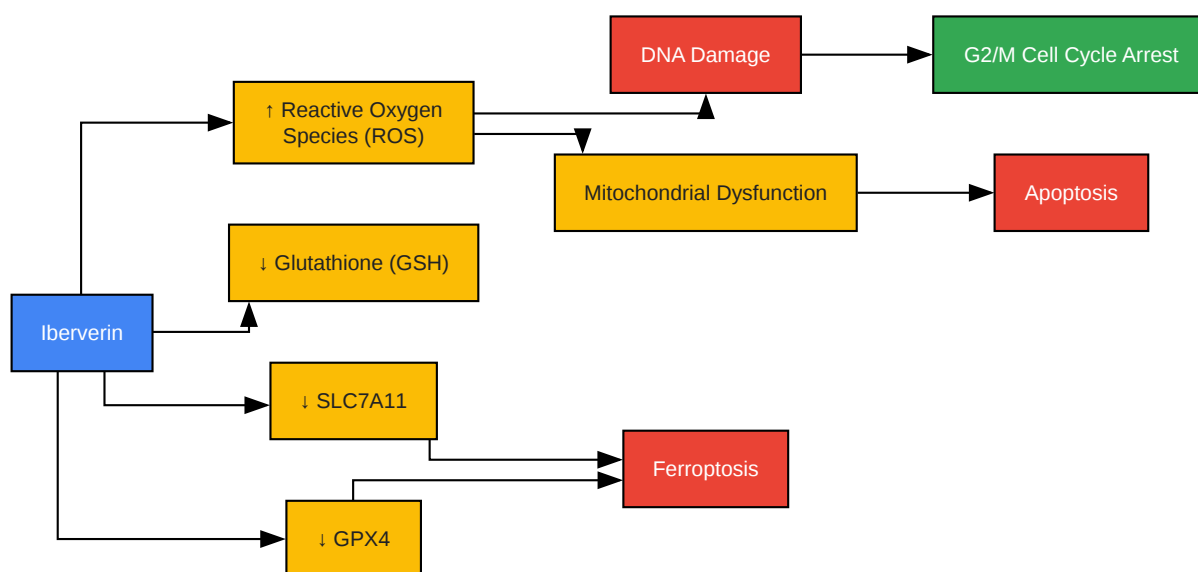 DNA Damage
G2/M Cell Cycle Arrest
↑ Reactive Oxygen
Species (ROS)
Mitochondrial Dysfunction
Apoptosis
↓ Glutathione (GSH)
Iberverin
↓ SLC7A11
Ferroptosis
↓ GPX4